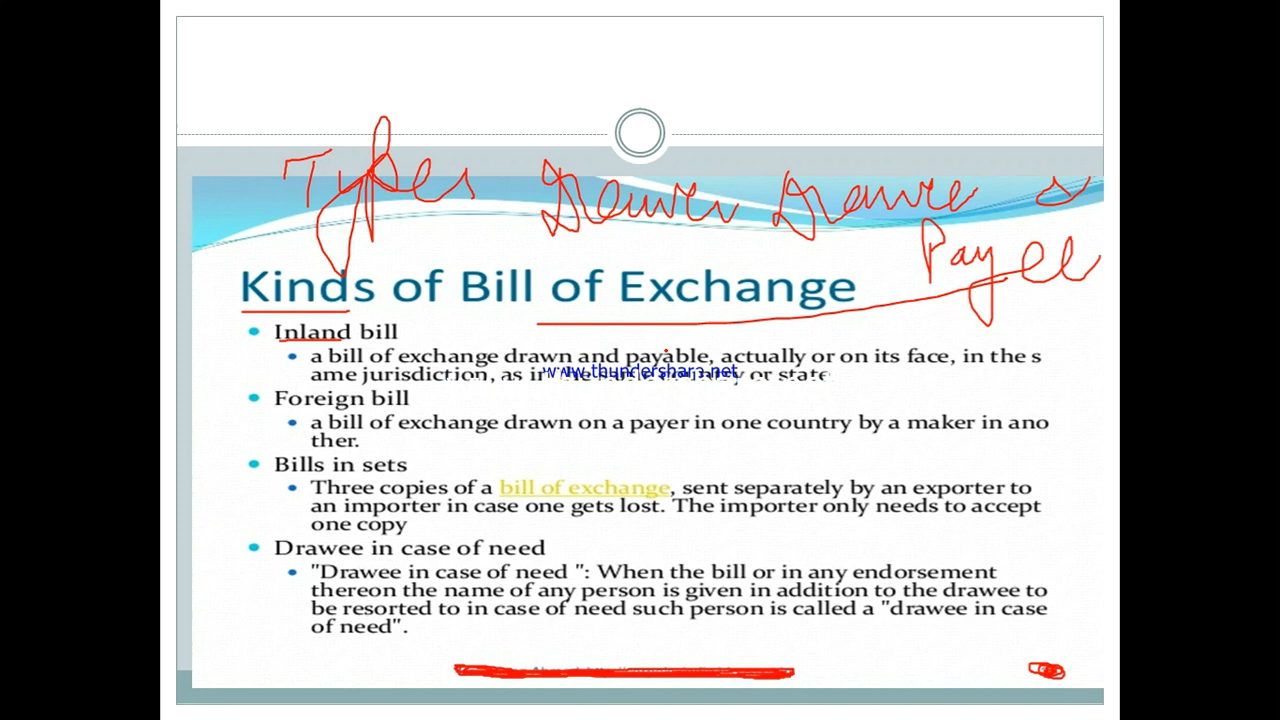 Types Drawer Drawee &
Payee
Kinds of Bill of Exchange
Inland bill
a bill of exchange drawn and payable, actually or on its face, in the s
ame jurisdiction, as in or state
www.thundershare.net
Foreign bill
a bill of exchange drawn on a payer in one country by a maker in ano
ther.
Bills in sets
Three copies of a bill of exchange, sent separately by an exporter to
an importer in case one gets lost. The importer only needs to accept
one copy
Drawee in case of need
"Drawee in case of need ": When the bill or in any endorsement
thereon the name of any person is given in addition to the drawee to
be resorted to in case of need such person is called a "drawee in case
of need".